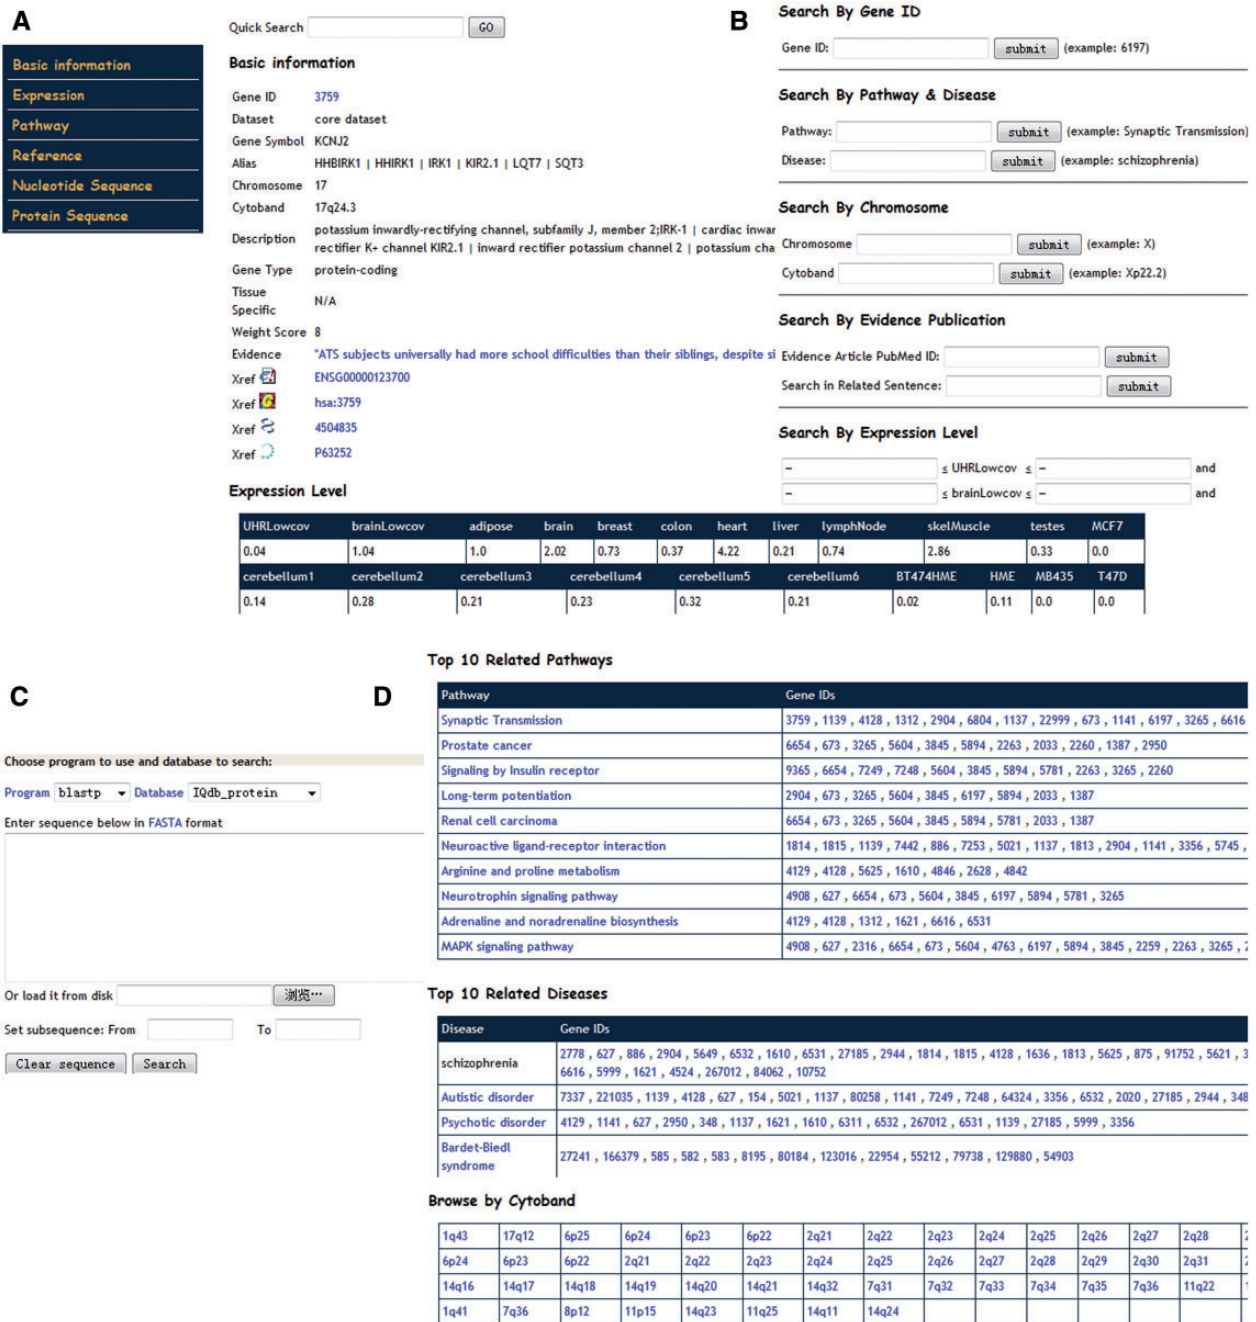 A
Quick Search GO
Basic information
Expression
Pathway
Reference
Nucleotide Sequence
Protein Sequence
Basic information
Gene ID 3759
Dataset core dataset
Gene Symbol KCNJ2
Alias HHBIRK1 | HHIRK1 | IRK1 | KIR2.1 | LQT7 | SQT3
Chromosome 17
Cytoband 17q24.3
Description potassium inwardly-rectifying channel, subfamily J, member 2;IRK-1 | cardiac inwar
rectifier K+ channel KIR2.1 | inward rectifier potassium channel 2 | potassium cha
Gene Type protein-coding
Tissue Specific N/A
Weight Score 8
Evidence "ATS subjects universally had more school difficulties than their siblings, despite si
Xref ENSG00000123700
Xref hsa:3759
Xref 4504835
Xref P63252
B
Search By Gene ID
Gene ID: submit (example: 6197)
Search By Pathway & Disease
Pathway: submit (example: Synaptic Transmission)
Disease: submit (example: schizophrenia)
Search By Chromosome
Chromosome submit (example: X)
Cytoband submit (example: Xp22.2)
Search By Evidence Publication
Evidence Article PubMed ID: submit
Search in Related Sentence: submit
Search By Expression Level
– ≤ UHRLowcov ≤ – and
– ≤ brainLowcov ≤ – and
Expression Level
UHRLowcov brainLowcov adipose brain breast colon heart liver lymphNode skelMuscle testes MCF7
0.04 1.04 1.0 2.02 0.73 0.37 4.22 0.21 0.74 2.86 0.33 0.0
cerebellum1 cerebellum2 cerebellum3 cerebellum4 cerebellum5 cerebellum6 BT474HME HME MB435 T47D
0.14 0.28 0.21 0.23 0.32 0.21 0.02 0.11 0.0 0.0
C
Choose program to use and database to search:
Program blastp Database IQdb_protein
Enter sequence below in FASTA format
Or load it from disk 浏览…
Set subsequence: From To
Clear sequence Search
D
Top 10 Related Pathways
Pathway Gene IDs
Synaptic Transmission 3759 , 1139 , 4128 , 1312 , 2904 , 6804 , 1137 , 22999 , 673 , 1141 , 6197 , 3265 , 6616
Prostate cancer 6654 , 673 , 3265 , 5604 , 3845 , 5894 , 2263 , 2033 , 2260 , 1387 , 2950
Signaling by Insulin receptor 9365 , 6654 , 7249 , 7248 , 5604 , 3845 , 5894 , 5781 , 2263 , 3265 , 2260
Long-term potentiation 2904 , 673 , 3265 , 5604 , 3845 , 6197 , 5894 , 2033 , 1387
Renal cell carcinoma 6654 , 673 , 3265 , 5604 , 3845 , 5894 , 5781 , 2033 , 1387
Neuroactive ligand-receptor interaction 1814 , 1815 , 1139 , 7442 , 886 , 7253 , 5021 , 1137 , 1813 , 2904 , 1141 , 3356 , 5745 ,
Arginine and proline metabolism 4129 , 4128 , 5625 , 1610 , 4846 , 2628 , 4842
Neurotrophin signaling pathway 4908 , 627 , 6654 , 673 , 5604 , 3845 , 6197 , 5894 , 5781 , 3265
Adrenaline and noradrenaline biosynthesis 4129 , 4128 , 1312 , 1621 , 6616 , 6531
MAPK signaling pathway 4908 , 627 , 2316 , 6654 , 673 , 5604 , 4763 , 6197 , 5894 , 3845 , 2259 , 2263 , 3265 ,
Top 10 Related Diseases
Disease Gene IDs
schizophrenia 2778 , 627 , 886 , 2904 , 5649 , 6532 , 1610 , 6531 , 27185 , 2944 , 1814 , 1815 , 4128 , 1636 , 1813 , 5625 , 875 , 91752 , 5621 , 3
6616 , 5999 , 1621 , 4524 , 267012 , 84062 , 10752
Autistic disorder 7337 , 221035 , 1139 , 4128 , 627 , 154 , 5021 , 1137 , 80258 , 1141 , 7249 , 7248 , 64324 , 3356 , 6532 , 2020 , 27185 , 2944 , 348
Psychotic disorder 4129 , 1141 , 627 , 2950 , 348 , 1137 , 1621 , 1610 , 6311 , 6532 , 267012 , 6531 , 1139 , 27185 , 5999 , 3356
Bardet-Biedl syndrome 27241 , 166379 , 585 , 582 , 583 , 8195 , 80184 , 123016 , 22954 , 55212 , 79738 , 129880 , 54903
Browse by Cytoband
1q43 17q12 6p25 6p24 6p23 6p22 2q21 2q22 2q23 2q24 2q25 2q26 2q27 2q28
6p24 6p23 6p22 2q21 2q22 2q23 2q24 2q25 2q26 2q27 2q28 2q29 2q30 2q31
14q16 14q17 14q18 14q19 14q20 14q21 14q32 7q31 7q32 7q33 7q34 7q35 7q36 11q22
1q41 7q36 8p12 11p15 14q23 11q25 14q11 14q24